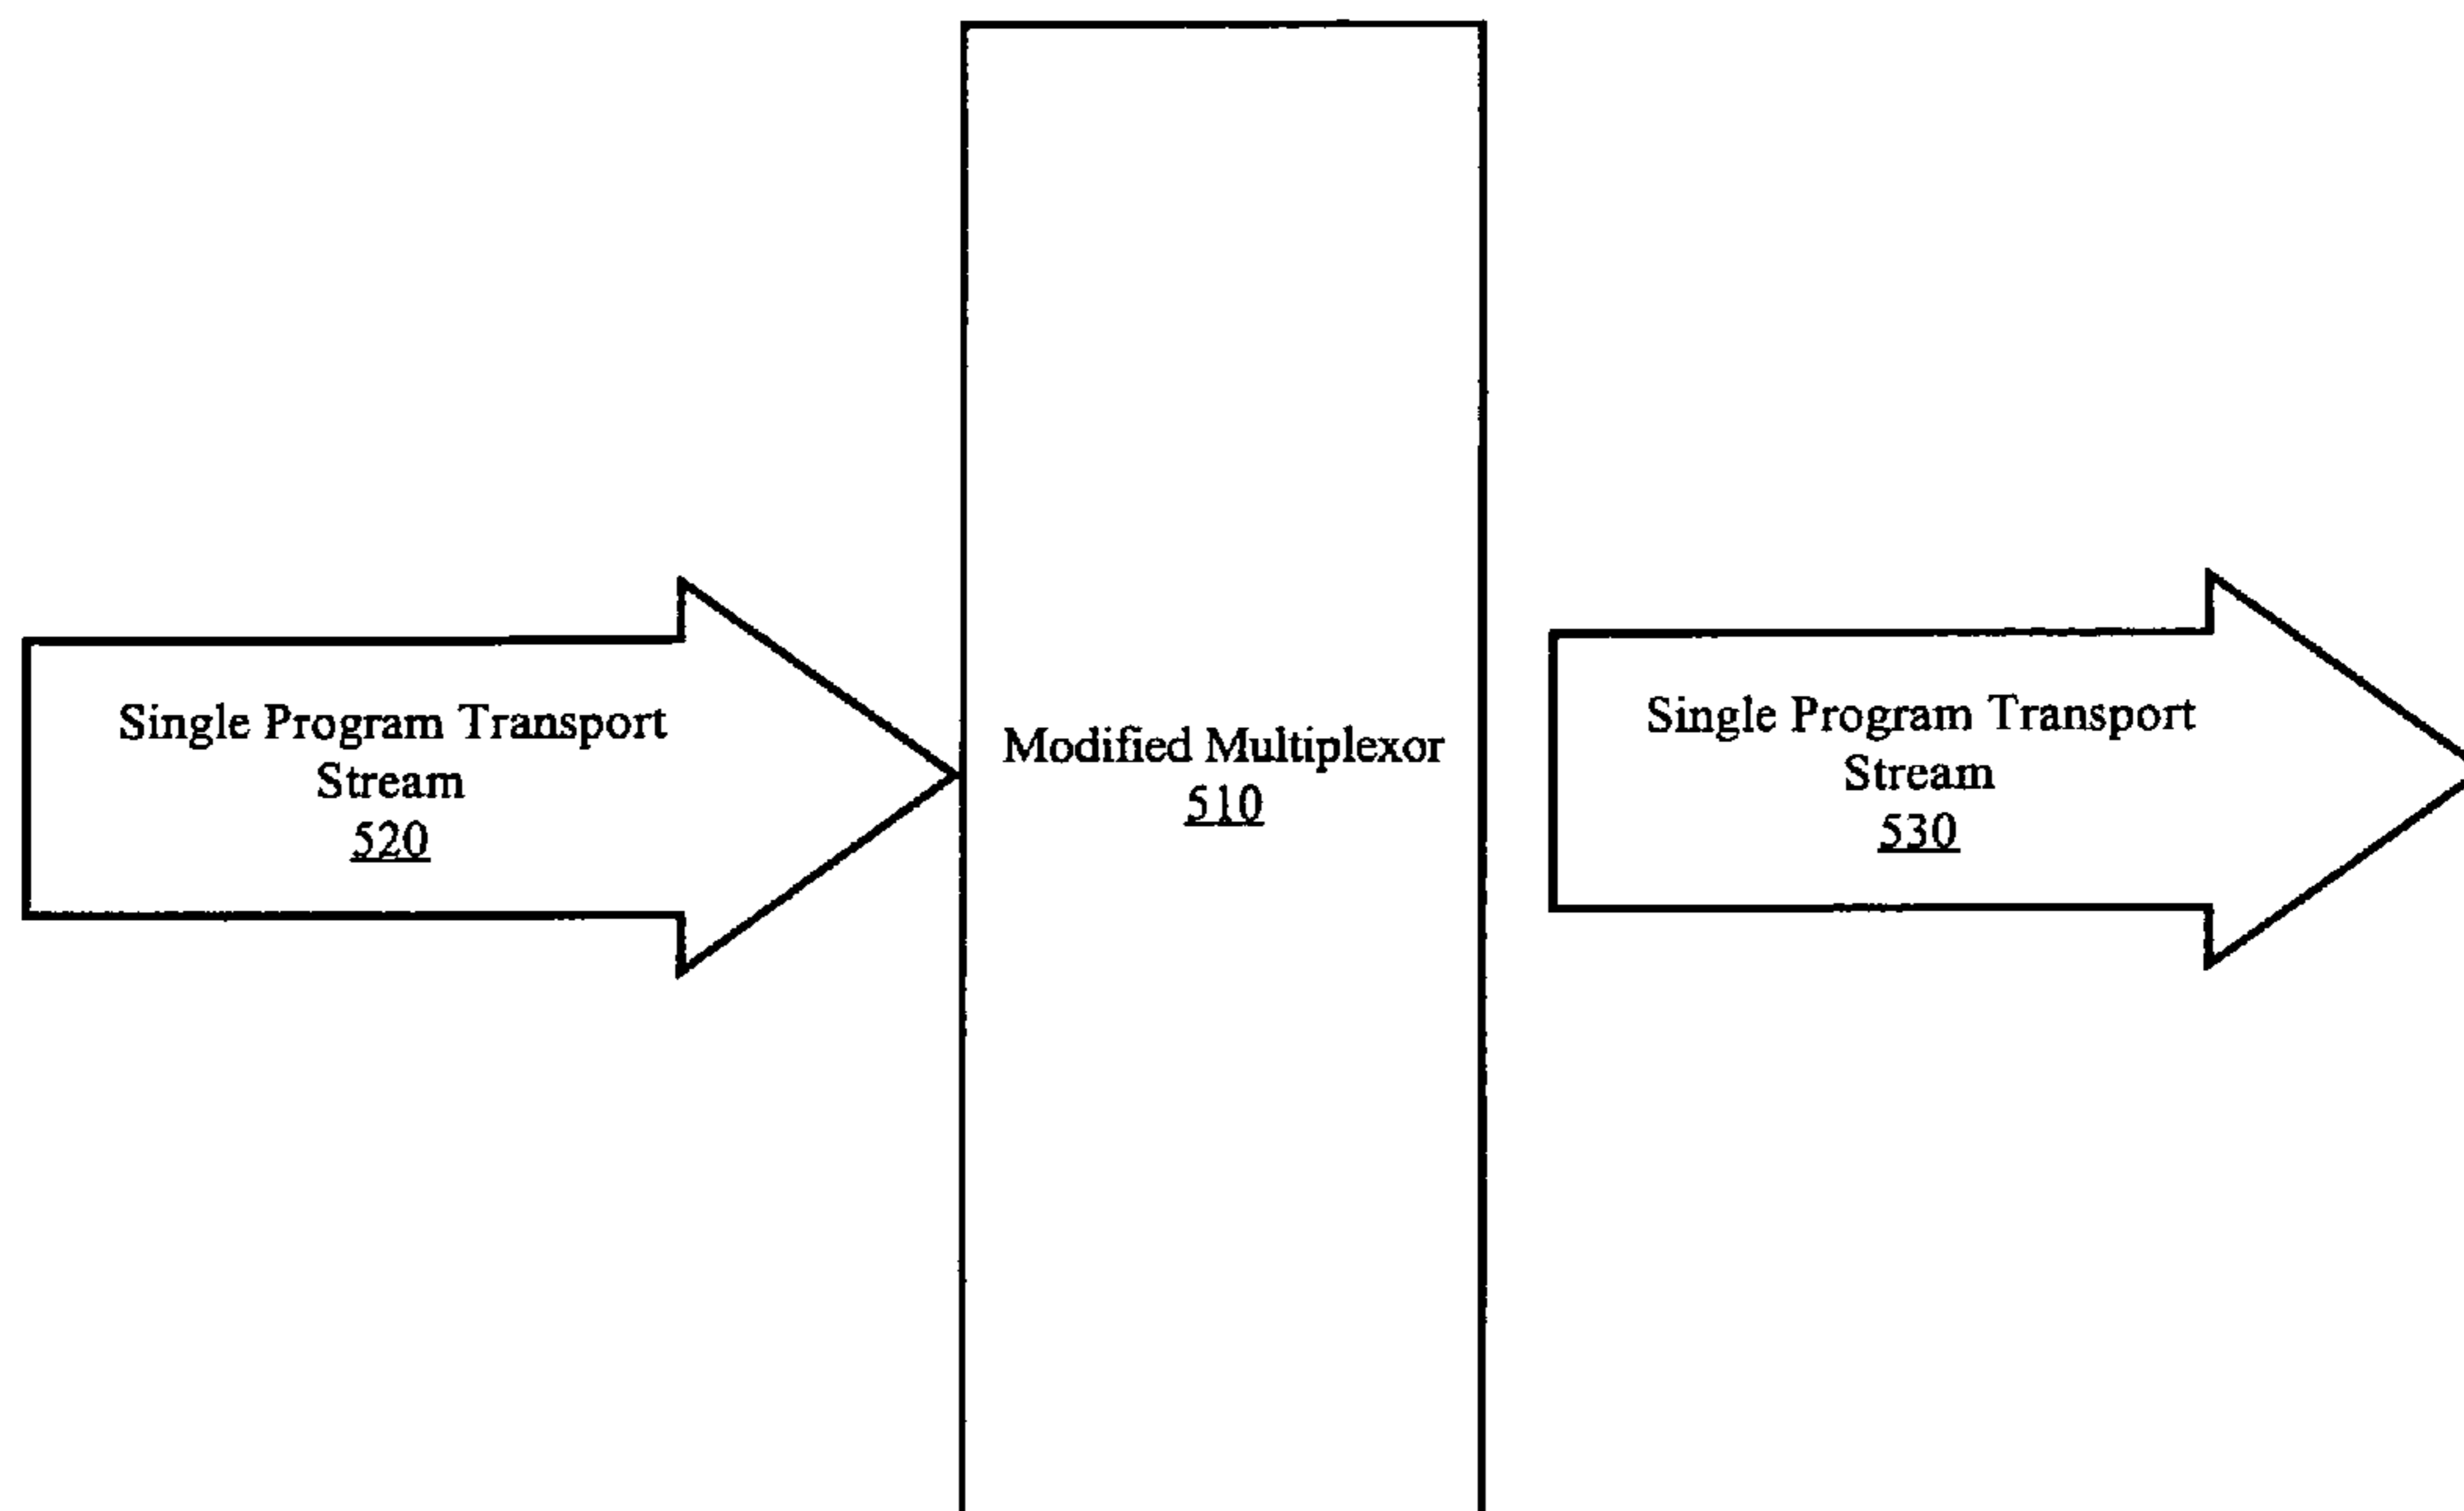 Single Program Transport
Stream
520
Modified Multiplexor
510
Single Program Transport
Stream
530